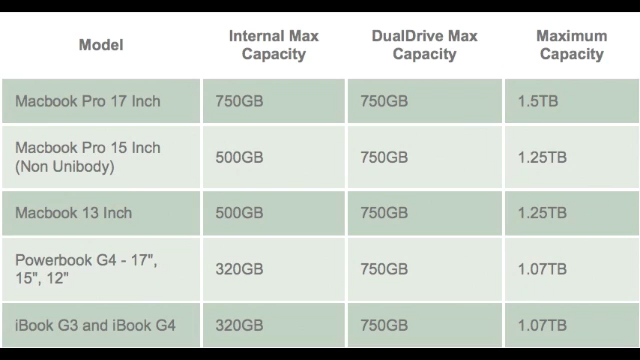 Model Internal Max Capacity DualDrive Max Capacity Maximum Capacity
Macbook Pro 17 Inch 750GB 750GB 1.5TB
Macbook Pro 15 Inch (Non Unibody) 500GB 750GB 1.25TB
Macbook 13 Inch 500GB 750GB 1.25TB
Powerbook G4 - 17", 15", 12" 320GB 750GB 1.07TB
iBook G3 and iBook G4 320GB 750GB 1.07TB